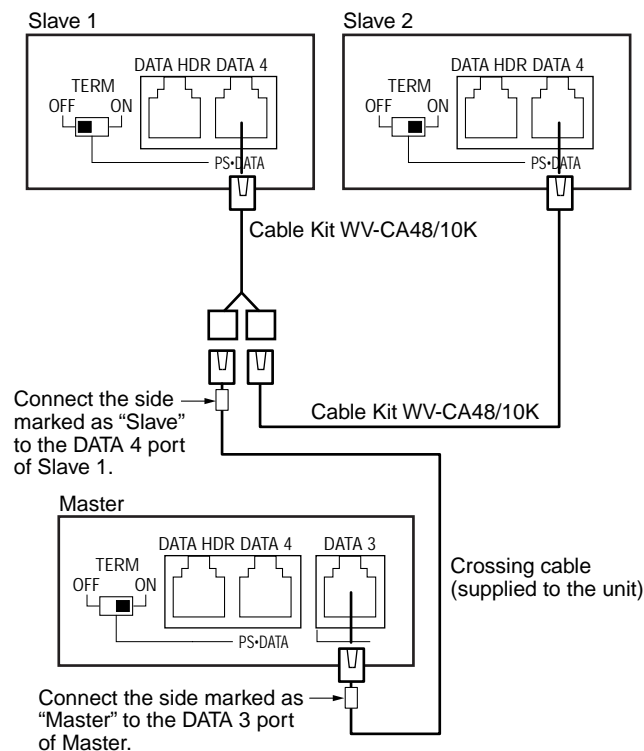 Slave 1
DATA HDR DATA 4
TERM
OFF ON
PS•DATA
Slave 2
DATA HDR DATA 4
TERM
OFF ON
PS•DATA
Cable Kit WV-CA48/10K
Connect the side
marked as “Slave”
to the DATA 4 port
of Slave 1.
Cable Kit WV-CA48/10K
Master
DATA HDR DATA 4 DATA 3
TERM
OFF ON
PS•DATA
Crossing cable
(supplied to the unit)
Connect the side marked as
“Master” to the DATA 3 port
of Master.